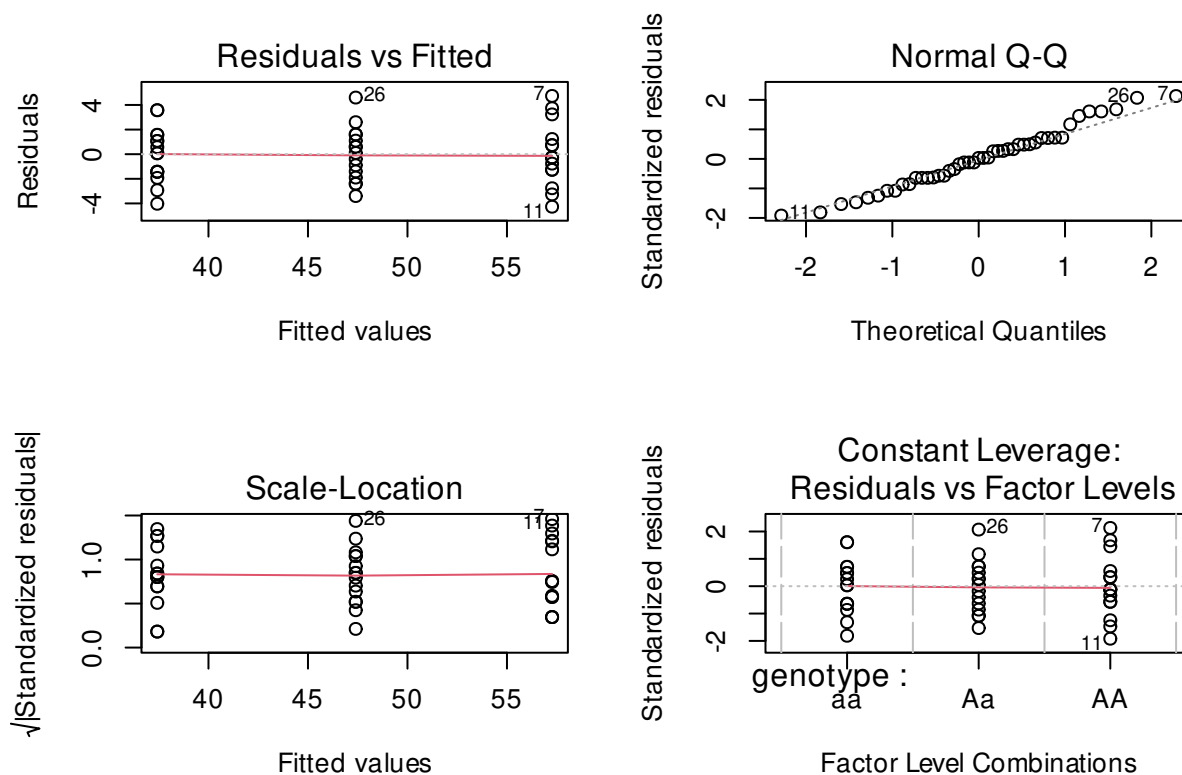 Residuals vs Fitted
Residuals
-4 0 4
26
7
11
40 45 50 55
Fitted values
Normal Q-Q
Standardized residuals
-2 0 2
26
7
11
-2 -1 0 1 2
Theoretical Quantiles
Scale-Location
√|Standardized residuals|
0.0 1.0
26
7
11
40 45 50 55
Fitted values
Constant Leverage:
Residuals vs Factor Levels
Standardized residuals
-2 0 2
26
7
11
genotype :
aa Aa AA
Factor Level Combinations